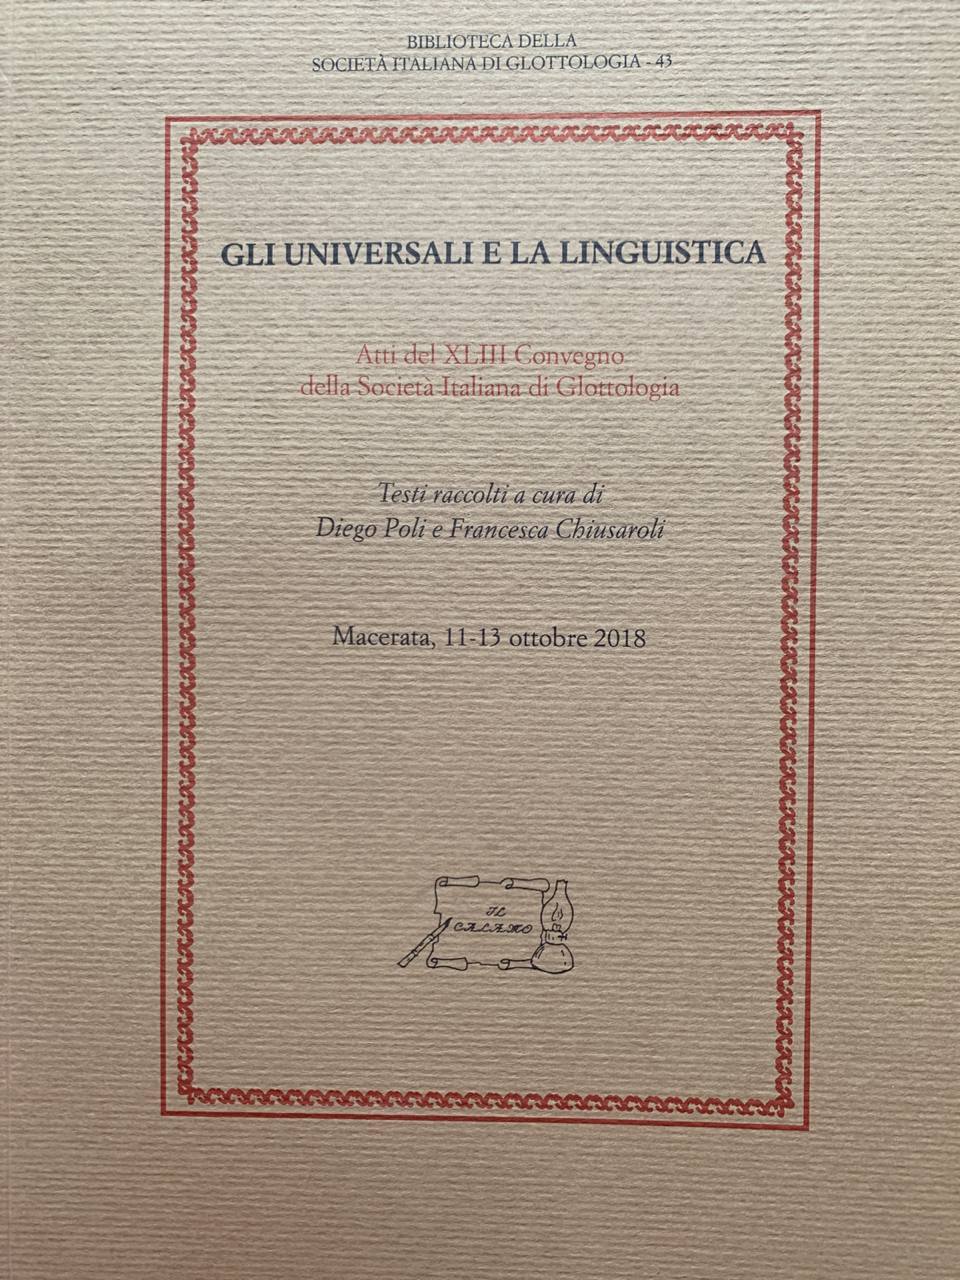 BIBLIOTECA DELLA
SOCIETÀ ITALIANA DI GLOTTOLOGIA - 43
GLI UNIVERSALI E LA LINGUISTICA
Atti del XLIII Convegno
della Società Italiana di Glottologia
Testi raccolti a cura di
Diego Poli e Francesca Chiusaroli
Macerata, 11-13 ottobre 2018
IL
CALAMO